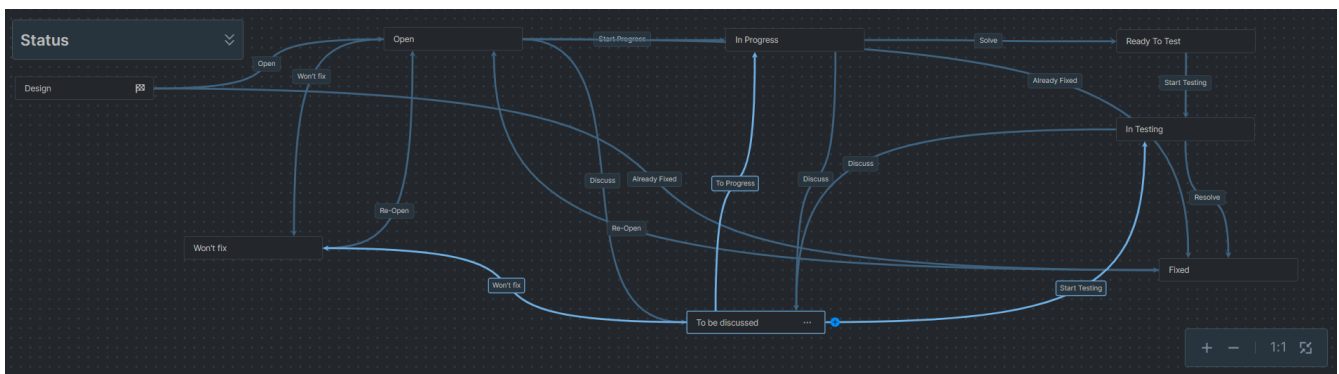 Status
Open
Start Progress
In Progress
Solve
Ready To Test
Open
Won't fix
Design
Already Fixed
Start Testing
In Testing
Discuss
Discuss
Already Fixed
To Progress
Discuss
Resolve
Re-Open
Re-Open
Won't fix
Fixed
Won't fix
Start Testing
To be discussed
1:1